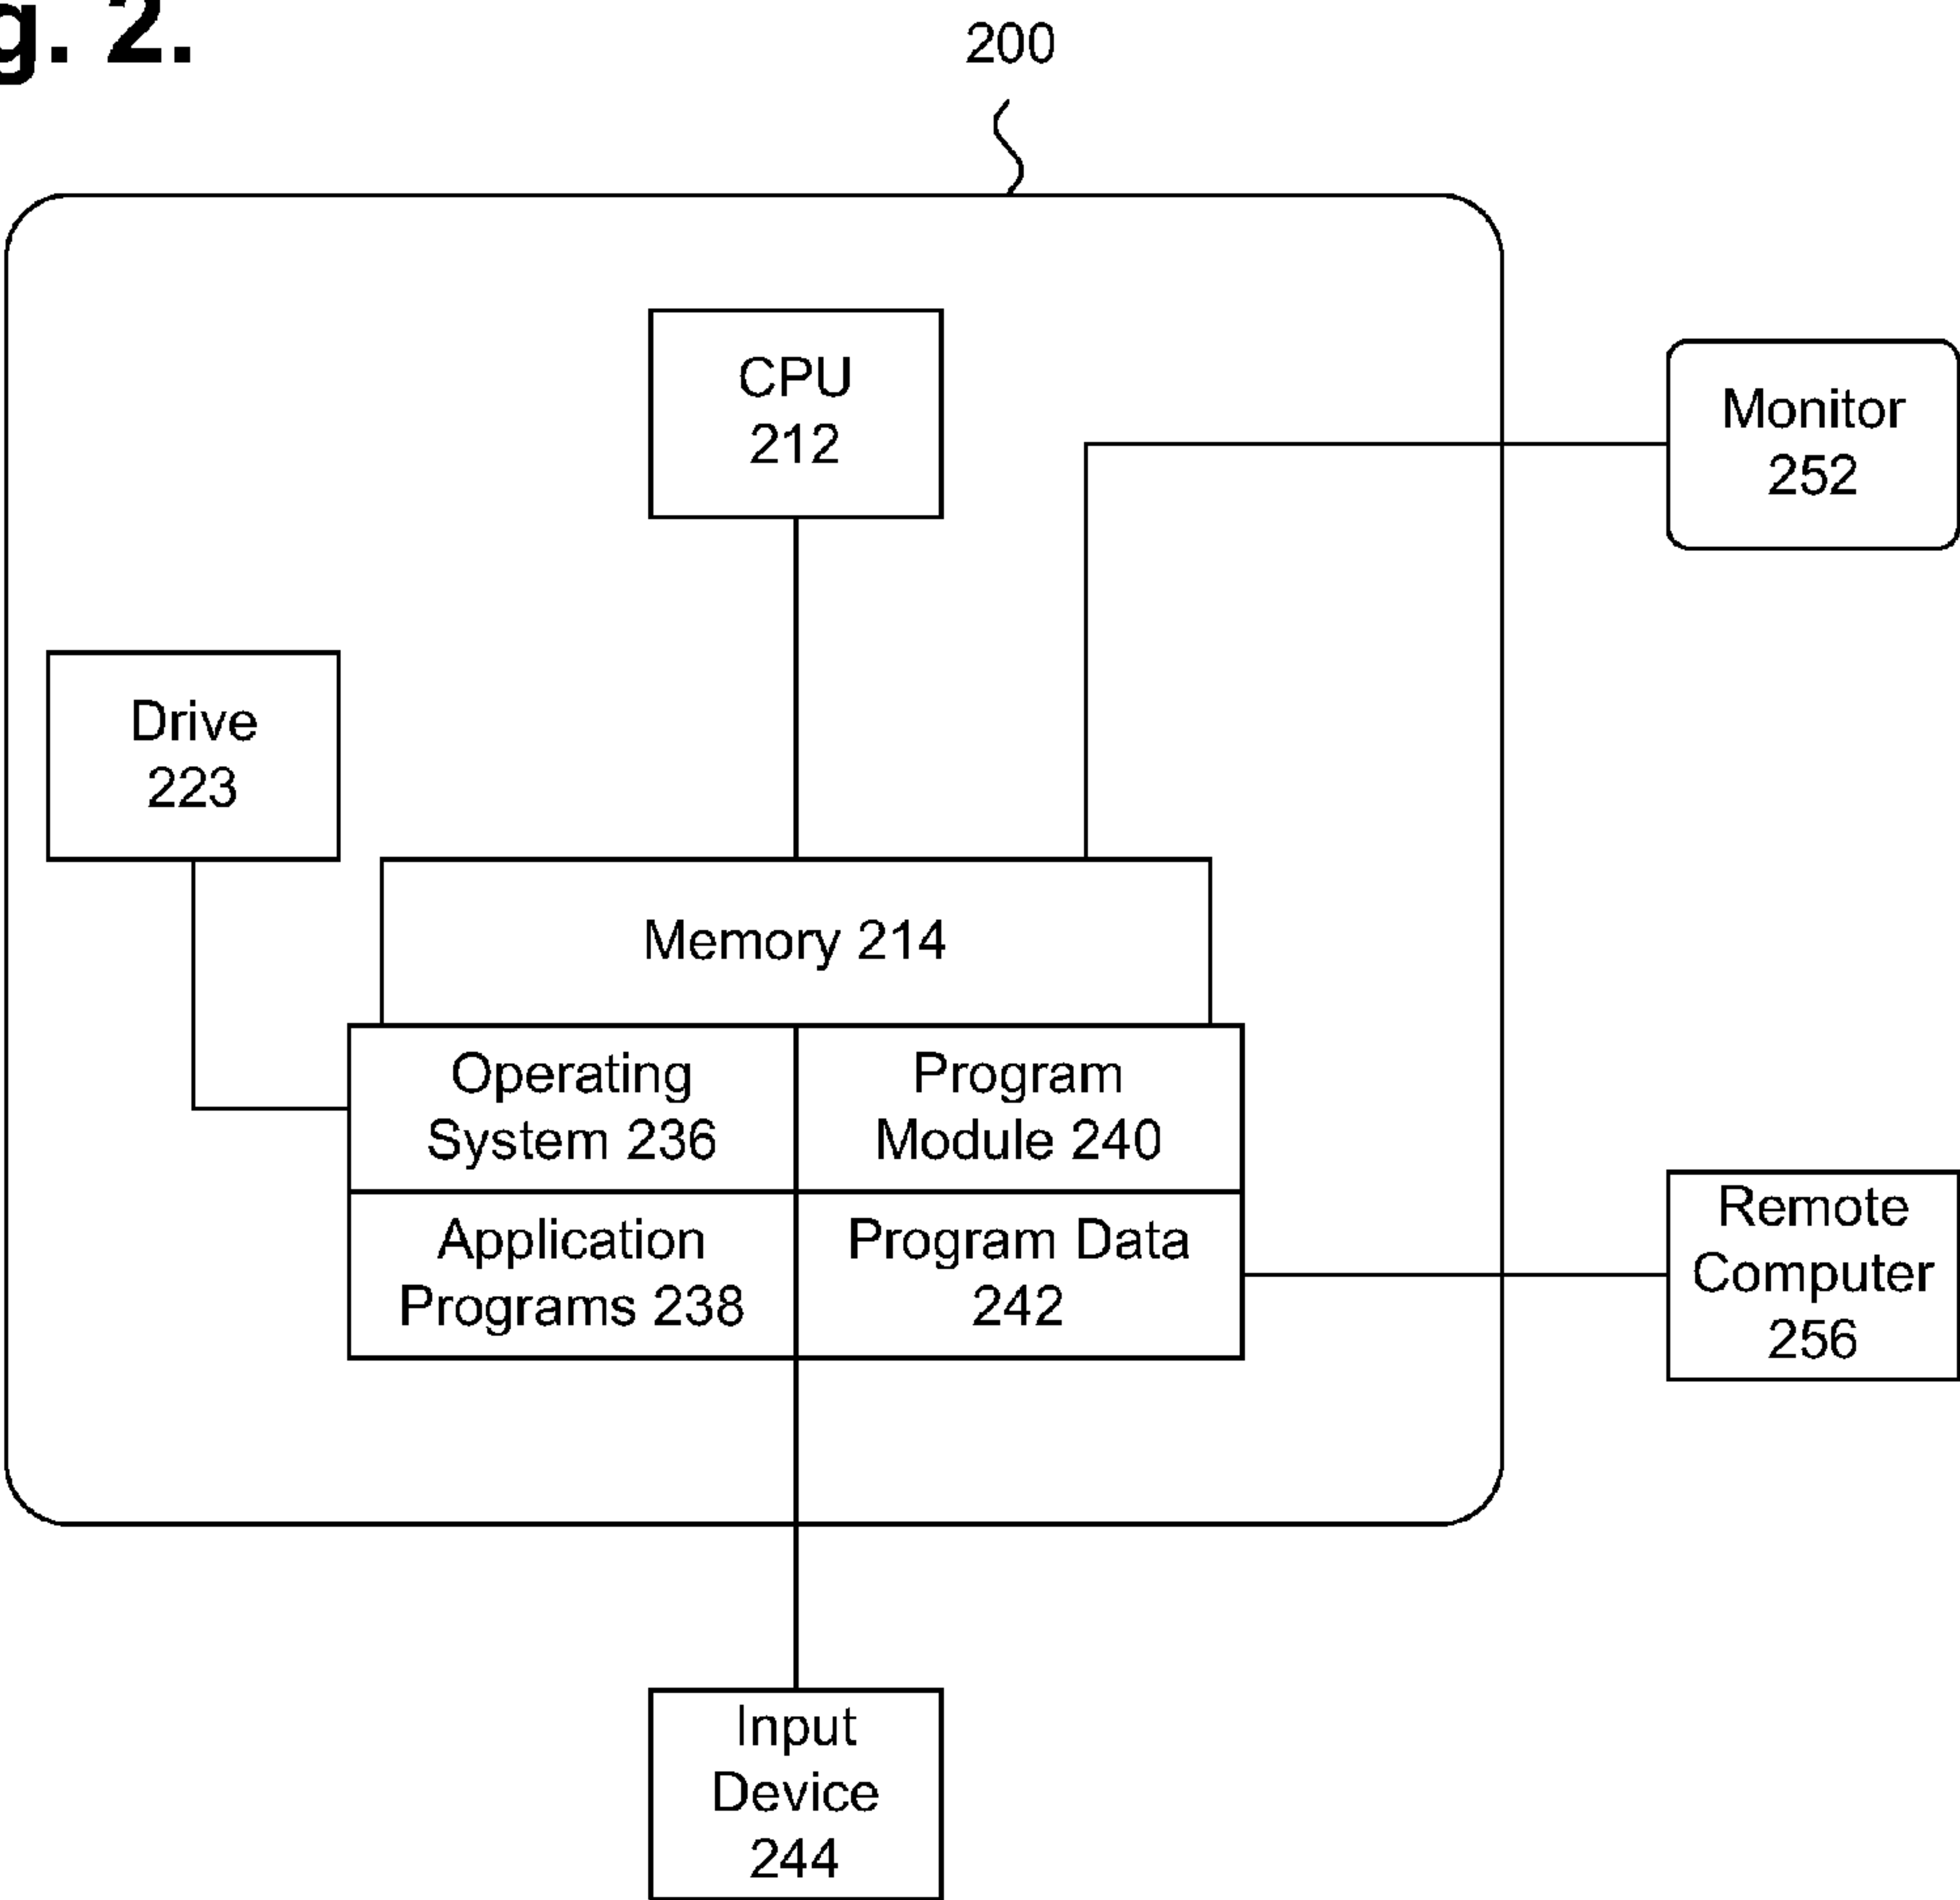 g. 2.
200
CPU
212
Monitor
252
Drive
223
Memory 214
Operating
System 236
Program
Module 240
Application
Programs 238
Program Data
242
Remote
Computer
256
Input
Device
244